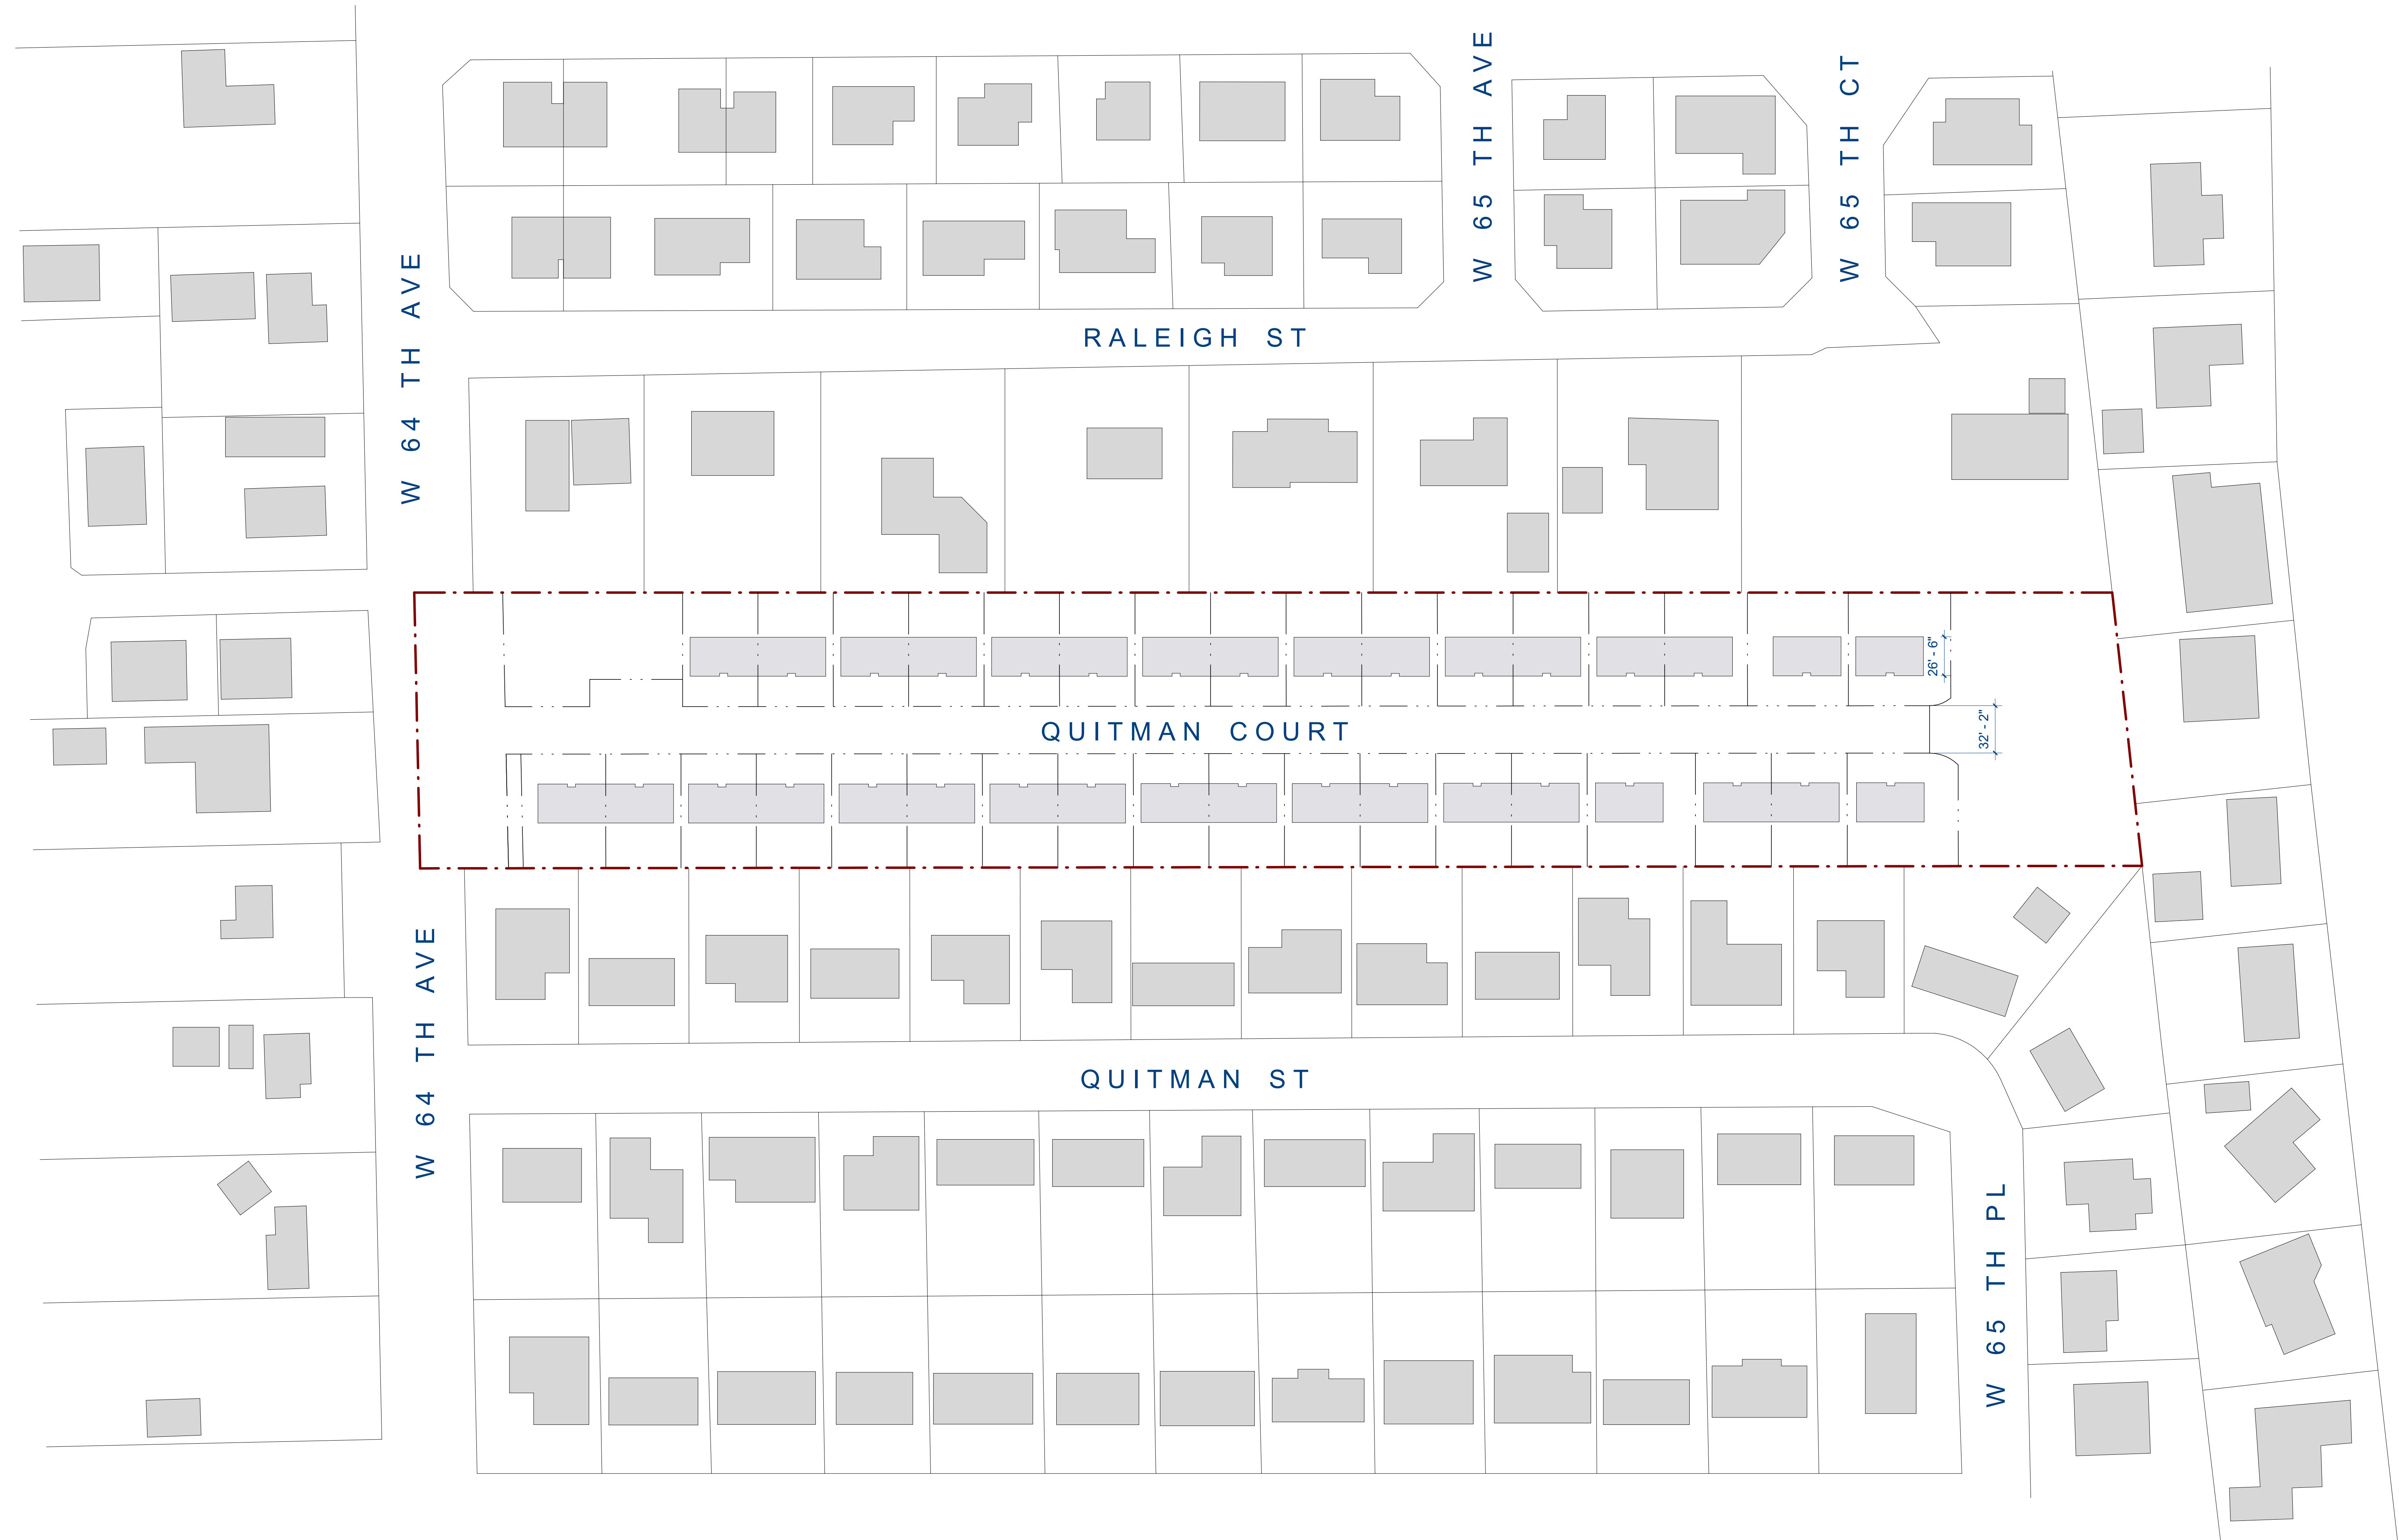 W 65 TH AVE
W 65 TH CT
W 64 TH AVE
RALEIGH ST
26' - 6"
32' - 2"
QUITMAN COURT
W 64 TH AVE
QUITMAN ST
W 65 TH PL